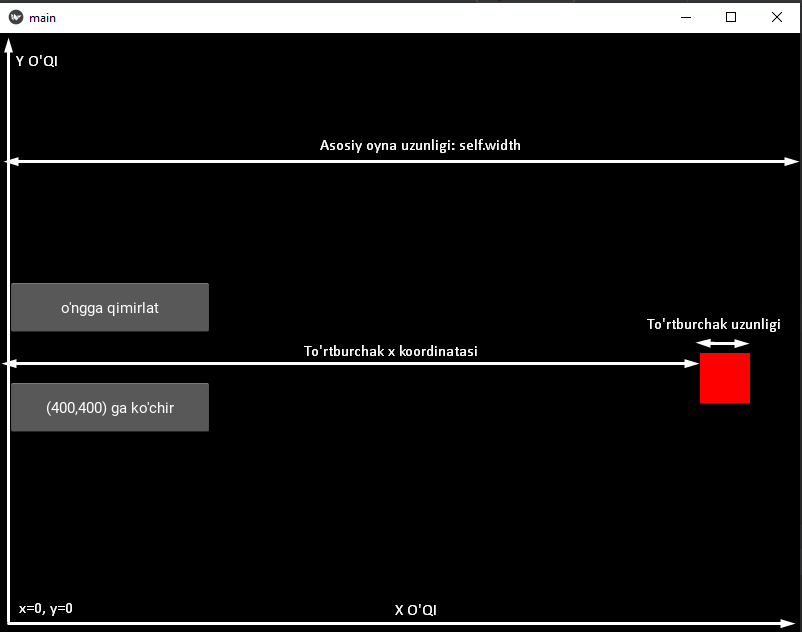 main
Y O'QI
Asosiy oyna uzunligi: self.width
o'ngga qimirlat
To'rtburchak uzunligi
To'rtburchak x koordinatasi
(400,400) ga ko'chir
x=0, y=0
X O'QI